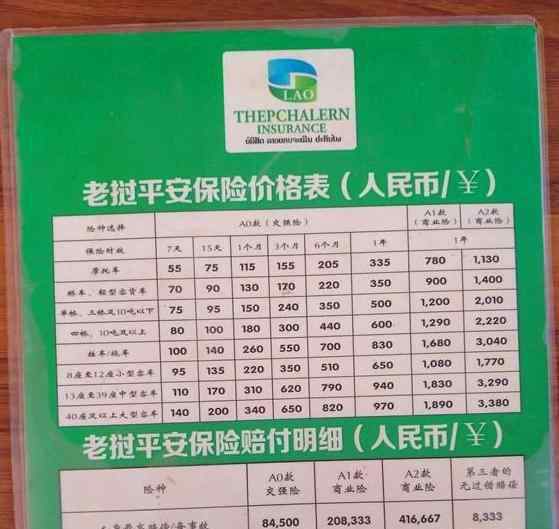 LAO
THEPCHALERN
INSURANCE
老挝平安保险价格表（人民币/¥）
险种选择 A0款（交强险） A1款（商业险） A2款（商业险）
保险时效 7天 15天 1个月 3个月 6个月 1年 1年
摩托车 55 75 115 155 205 335 780 1,130
轿车、轻型客货车 70 90 130 170 220 350 900 1,400
单桥、三桥及10吨以下 75 95 150 240 350 500 1,200 2,010
四桥、10吨及以上 80 100 180 300 440 600 1,290 2,220
挂车/拖车 100 140 260 550 700 830 1,680 3,040
8座至12座小型客车 95 135 220 350 510 650 1,080 1,770
13座至39座中型客车 110 170 310 620 790 940 1,830 3,290
40座及以上大型客车 140 200 340 650 820 970 1,890 3,380
老挝平安保险赔付明细（人民币/¥）
险种 A0款交强险 A1款商业险 A2款商业险 第三者的无过错赔偿
84,500 208,333 416,667 8,333